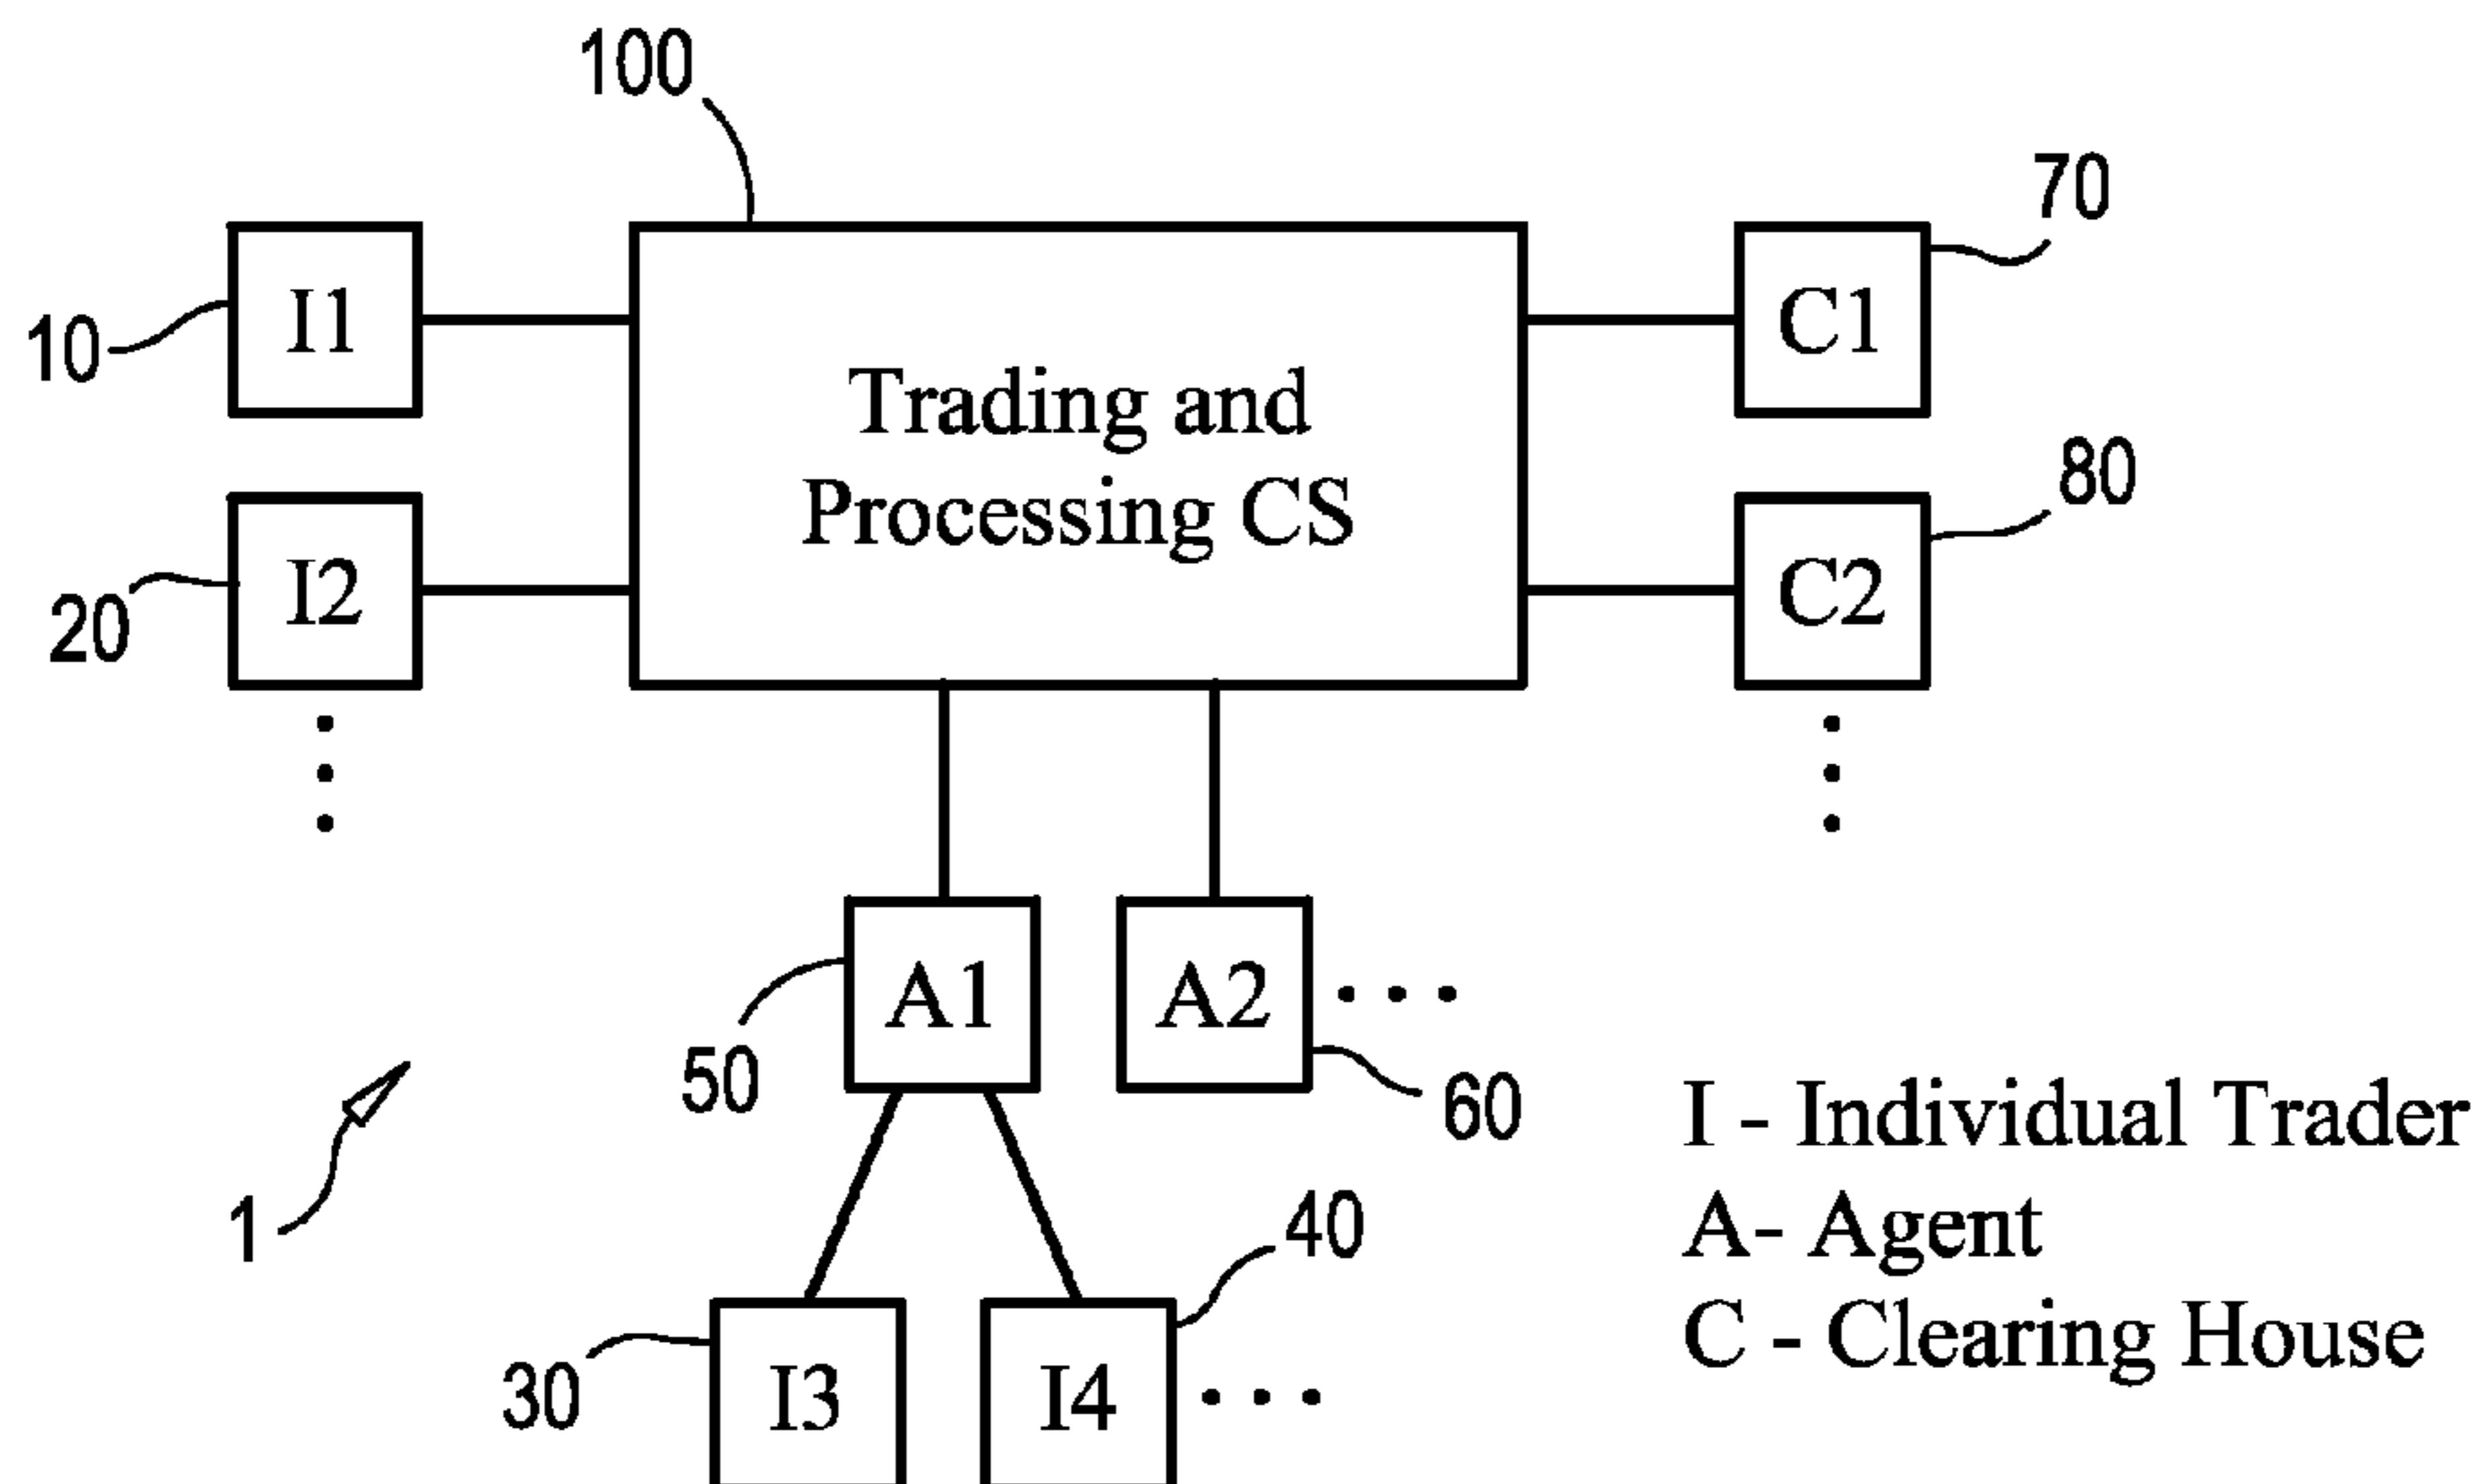 100
70
10
I1
Trading and
Processing CS
C1
80
20
I2
C2
50
A1
A2
60
1
I - Individual Trader
A- Agent
C - Clearing House
40
30
I3
I4